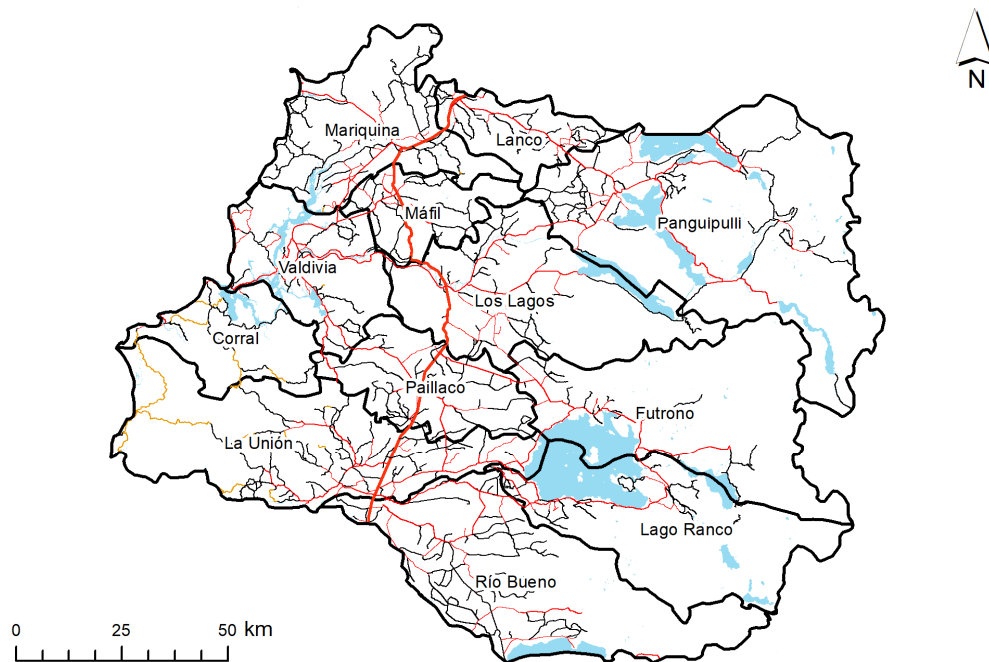 N
Mariquina
Lanco
Máfil
Panguipulli
Valdivia
Los Lagos
Corral
Paillaco
Futrono
La Unión
Lago Ranco
Río Bueno
0 25 50 km